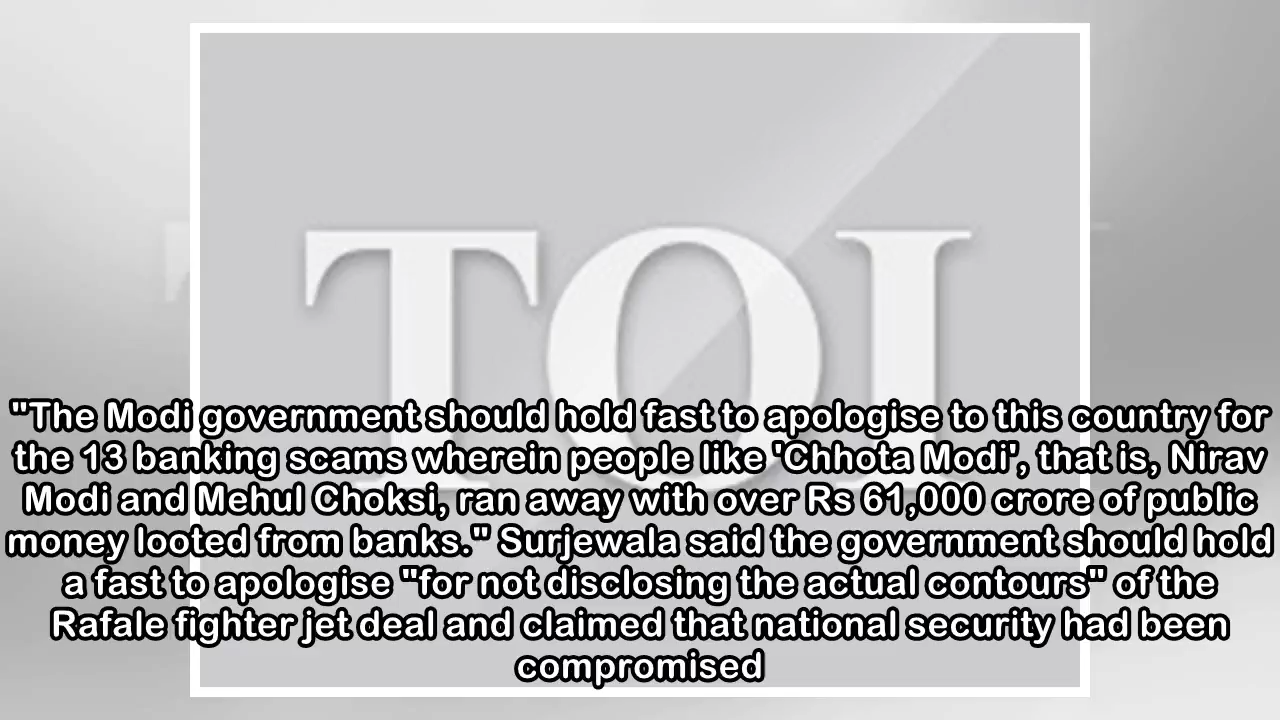 TOI
"The Modi government should hold fast to apologise to this country for
the 13 banking scams wherein people like 'Chhota Modi', that is, Nirav
Modi and Mehul Choksi, ran away with over Rs 61,000 crore of public
money looted from banks." Surjewala said the government should hold
a fast to apologise "for not disclosing the actual contours" of the
Rafale fighter jet deal and claimed that national security had been
compromised